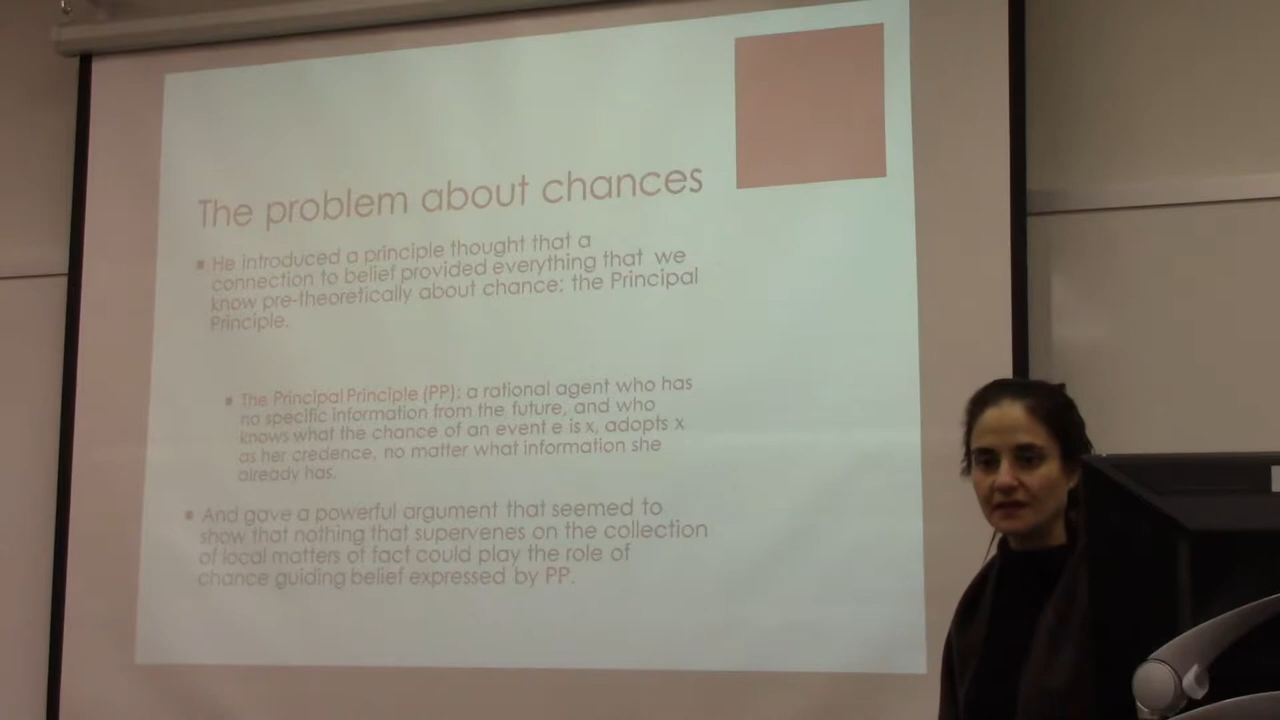 The problem about chances
He introduced a principle thought that a
connection to belief provided everything that we
know pre-theoretically about chance: the Principal
Principle.
The Principal Principle (PP): a rational agent who has
no specific information from the future, and who
knows what the chance of an event e is x, adopts x
as her credence, no matter what information she
already has.
And gave a powerful argument that seemed to
show that nothing that supervenes on the collection
of local matters of fact could play the role of
chance guiding belief expressed by PP.